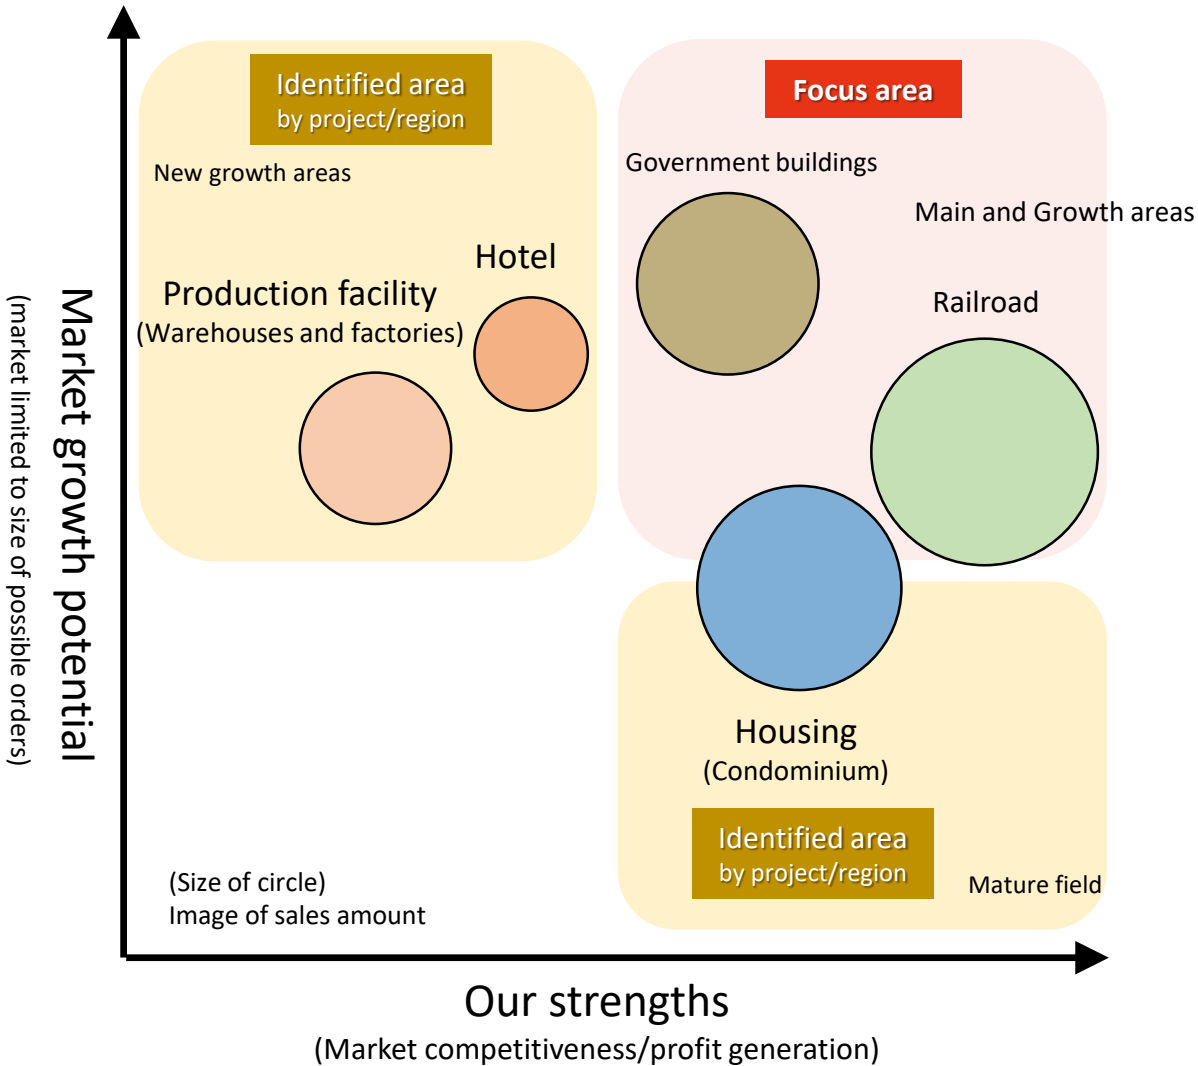 Identified area
by project/region
New growth areas
Hotel
Production facility
(Warehouses and factories)
Focus area
Government buildings
Main and Growth areas
Railroad
Housing
(Condominium)
Identified area
by project/region
Mature field
(Size of circle)
Image of sales amount
Market growth potential
(market limited to size of possible orders)
Our strengths
(Market competitiveness/profit generation)